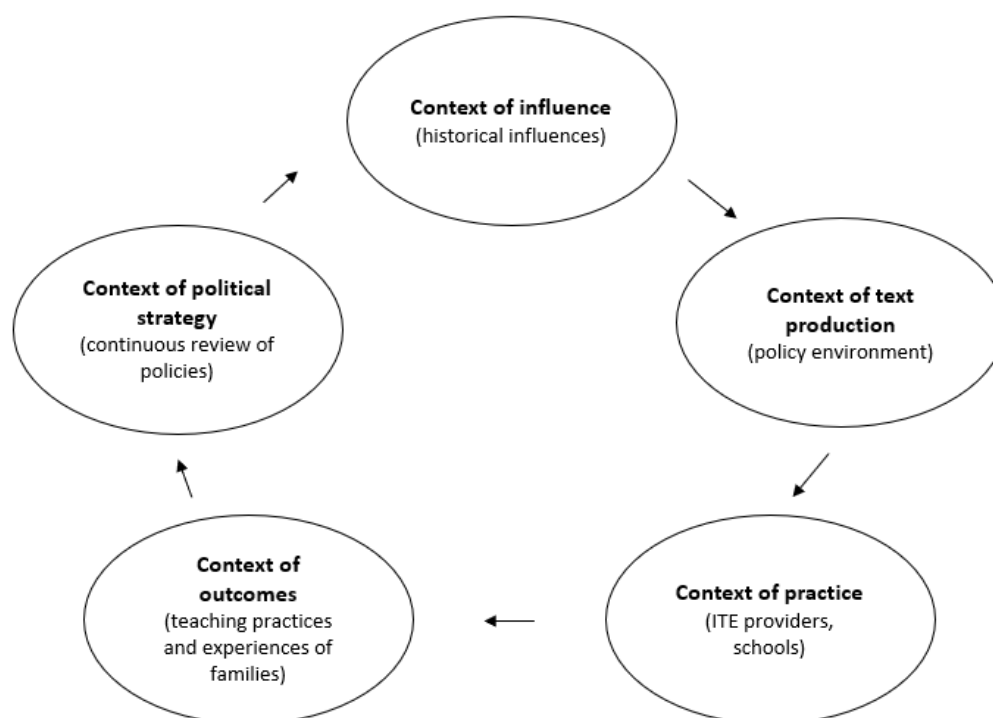 Context of influence
(historical influences)
Context of political
strategy
(continuous review of
policies)
Context of text
production
(policy environment)
Context of
outcomes
(teaching practices
and experiences of
families)
Context of practice
(ITE providers,
schools)